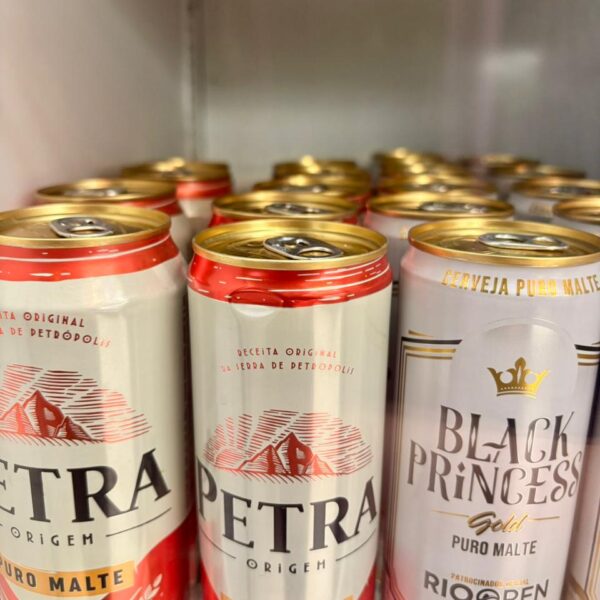 ITA ORIGINAL
A DE PETRÓPOLIS
PETRA
ORIGEM
PURO MALTE
RECEITA ORIGINAL
DA SERRA DE PETRÓPOLIS
PETRA
ORIGEM
CERVEJA PURO MALTE
BLACK
PRINCESS
Gold
PURO MALTE